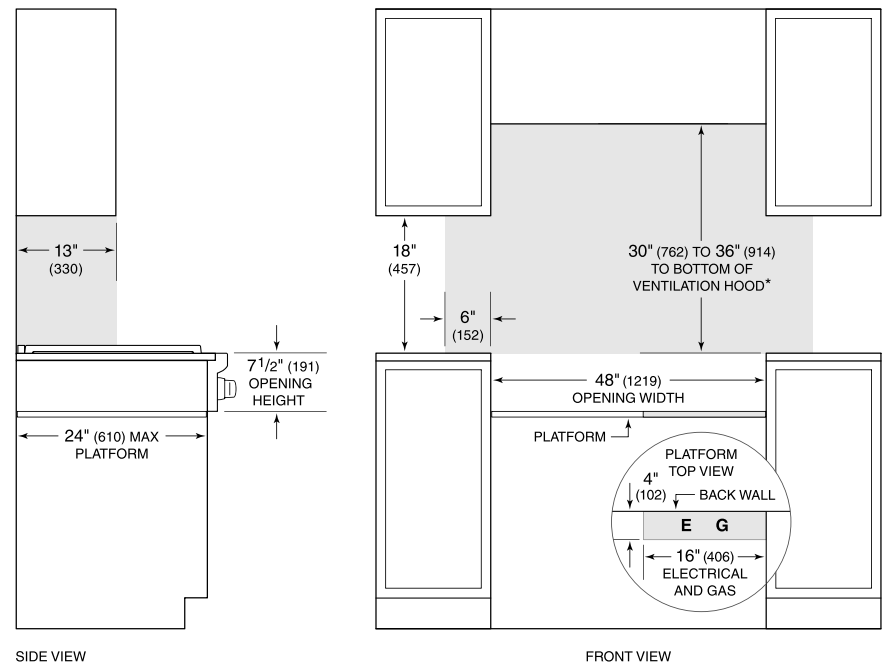 13"
(330)
7 1/2" (191)
OPENING
HEIGHT
24" (610) MAX
PLATFORM
SIDE VIEW
18"
(457)
30" (762) TO 36" (914)
TO BOTTOM OF
VENTILATION HOOD*
6"
(152)
48" (1219)
OPENING WIDTH
PLATFORM
PLATFORM
TOP VIEW
4"
(102)
BACK WALL
E G
16" (406)
ELECTRICAL
AND GAS
FRONT VIEW